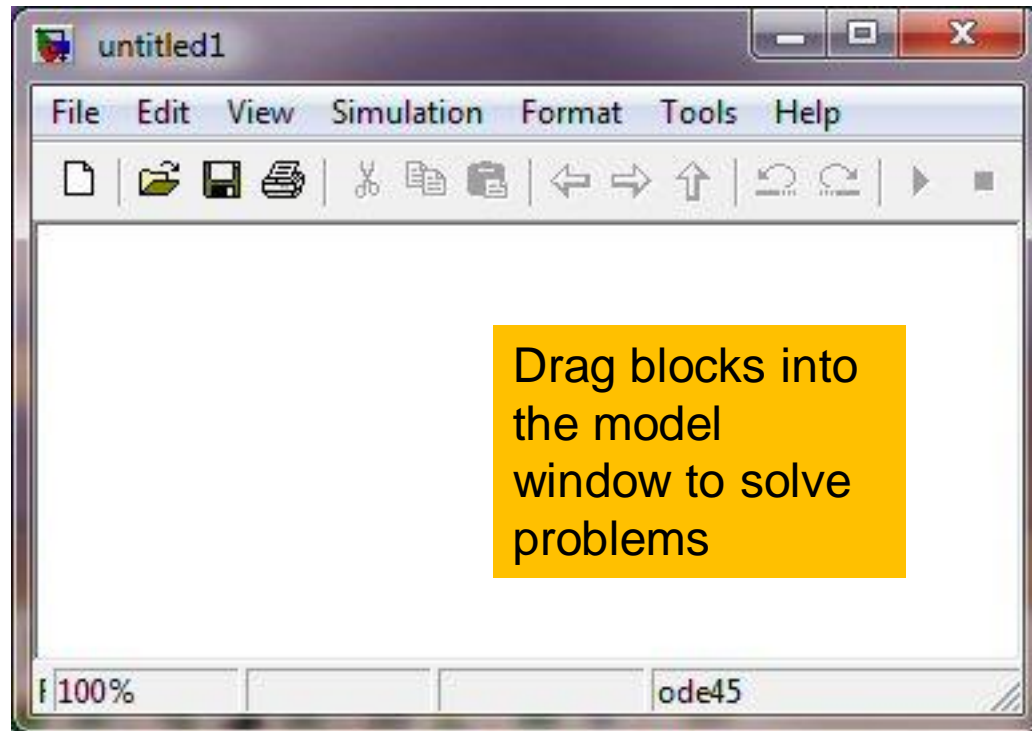 untitled1
File Edit View Simulation Format Tools Help
Drag blocks into
the model
window to solve
problems
100% ode45